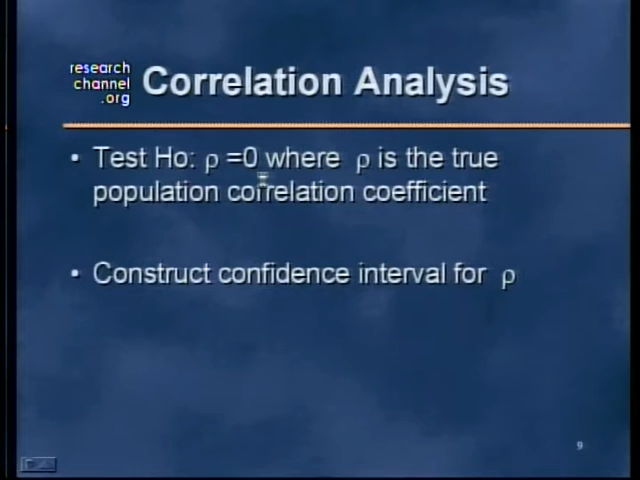 research
channel
.org
Correlation Analysis
• Test Ho: ρ =0 where ρ is the true
population correlation coefficient
• Construct confidence interval for ρ
9